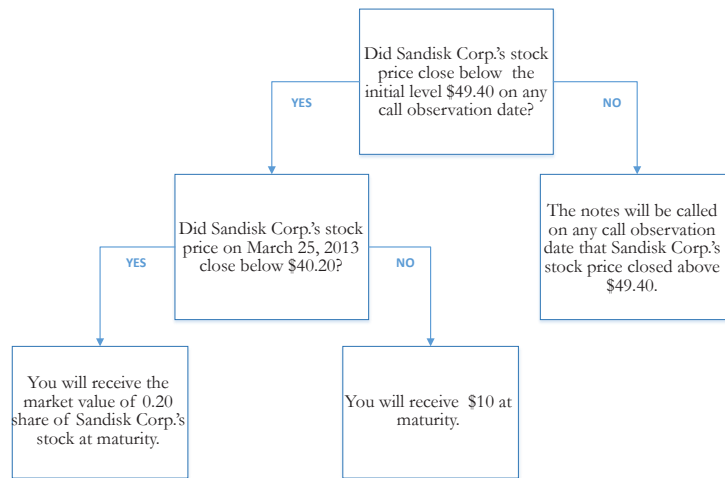 Did Sandisk Corp.'s stock
price close below the
initial level $49.40 on any
call observation date?
YES
NO
Did Sandisk Corp.'s stock
price on March 25, 2013
close below $40.20?
The notes will be called
on any call observation
date that Sandisk Corp.'s
stock price closed above
$49.40.
YES
NO
You will receive the
market value of 0.20
share of Sandisk Corp.'s
stock at maturity.
You will receive $10 at
maturity.